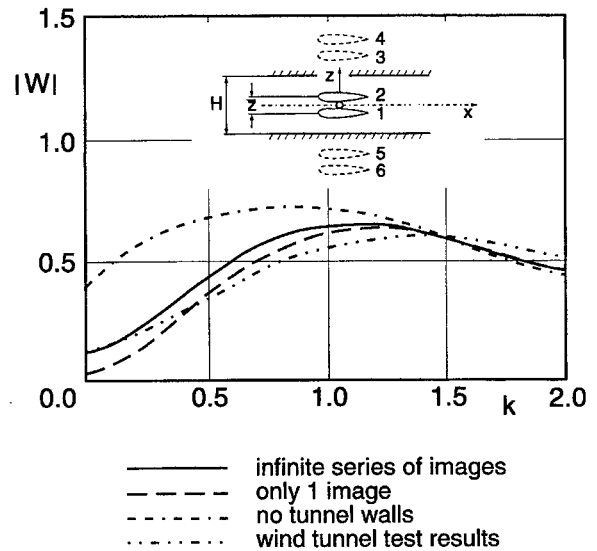 1.5
|W|
1.0
0.5
0.0
0.5
1.0
1.5
k
2.0
4
3
z
H
z
2
1
x
5
6
infinite series of images
only 1 image
no tunnel walls
wind tunnel test results